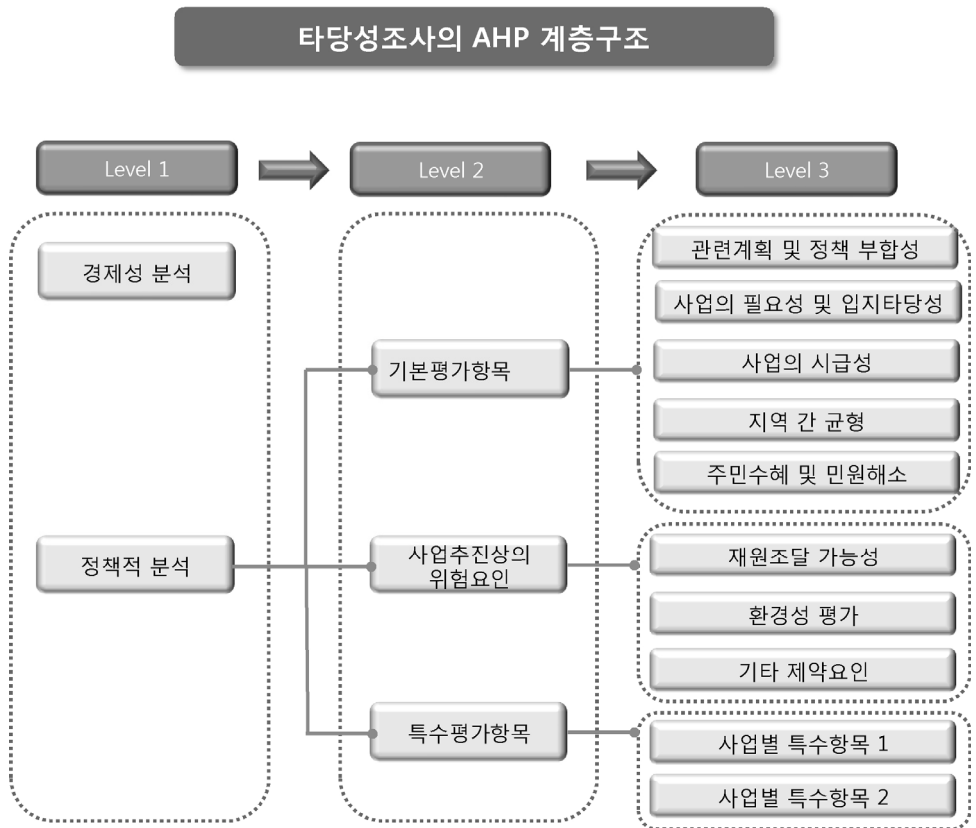 타당성조사의 AHP 계층구조
Level 1
Level 2
Level 3
경제성 분석
정책적 분석
기본평가항목
사업추진상의
위험요인
특수평가항목
관련계획 및 정책 부합성
사업의 필요성 및 입지타당성
사업의 시급성
지역 간 균형
주민수혜 및 민원해소
재원조달 가능성
환경성 평가
기타 제약요인
사업별 특수항목 1
사업별 특수항목 2